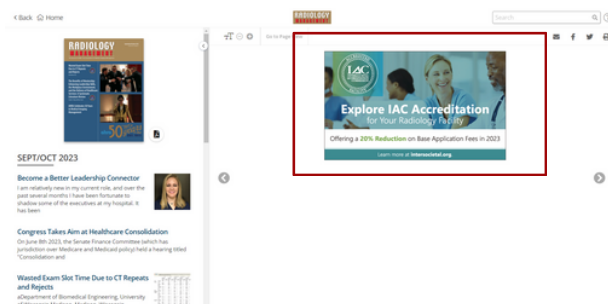 Back Home
RADIOLOGY
MANAGEMENT
Search
RADIOLOGY
MANAGEMENT
50
Go to Page
IAC
Explore IAC Accreditation
for Your Radiology Facility
Offering a 20% Reduction on Base Application Fees in 2023
Learn more at intersocietal.org
SEPT/OCT 2023
Become a Better Leadership Connector
I am relatively new in my current role, and over the
past several months I have been fortunate to
shadow some of the executives at my hospital. It
has been
Congress Takes Aim at Healthcare Consolidation
On June 8th 2023, the Senate Finance Committee (which has
jurisdiction over Medicare and Medicaid policy) held a hearing titled
"Consolidation and
Wasted Exam Slot Time Due to CT Repeats
and Rejects
aDepartment of Biomedical Engineering, University